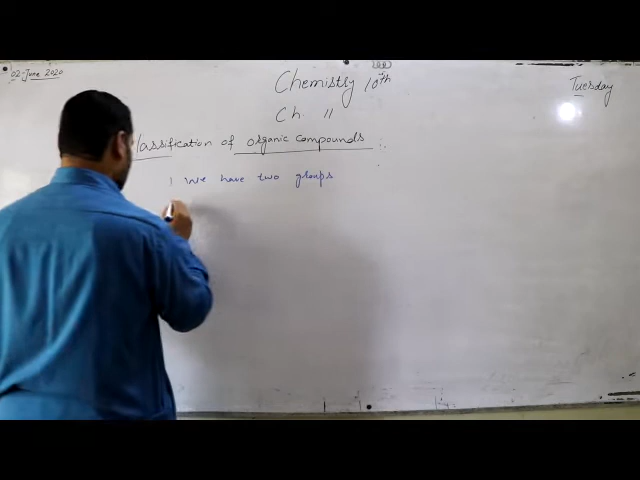 02-June 2020
Chemistry 10th
Tuesday
Ch. 11
lassification of organic compounds :.
We have two groups